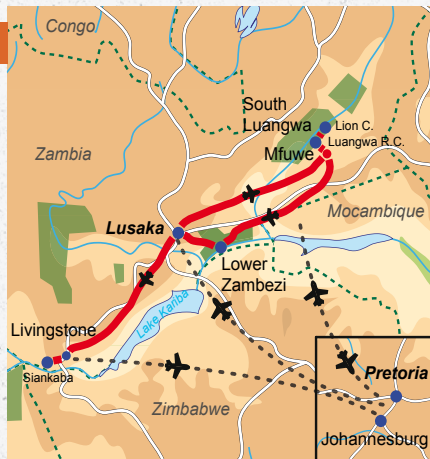 Congo
South
Luangwa
Lion C.
Luangwa R.C.
Mfuwe
Zambia
Mocambique
Lusaka
Lower
Zambezi
Lake Kariba
Livingstone
Siankaba
Pretoria
Zimbabwe
Johannesburg